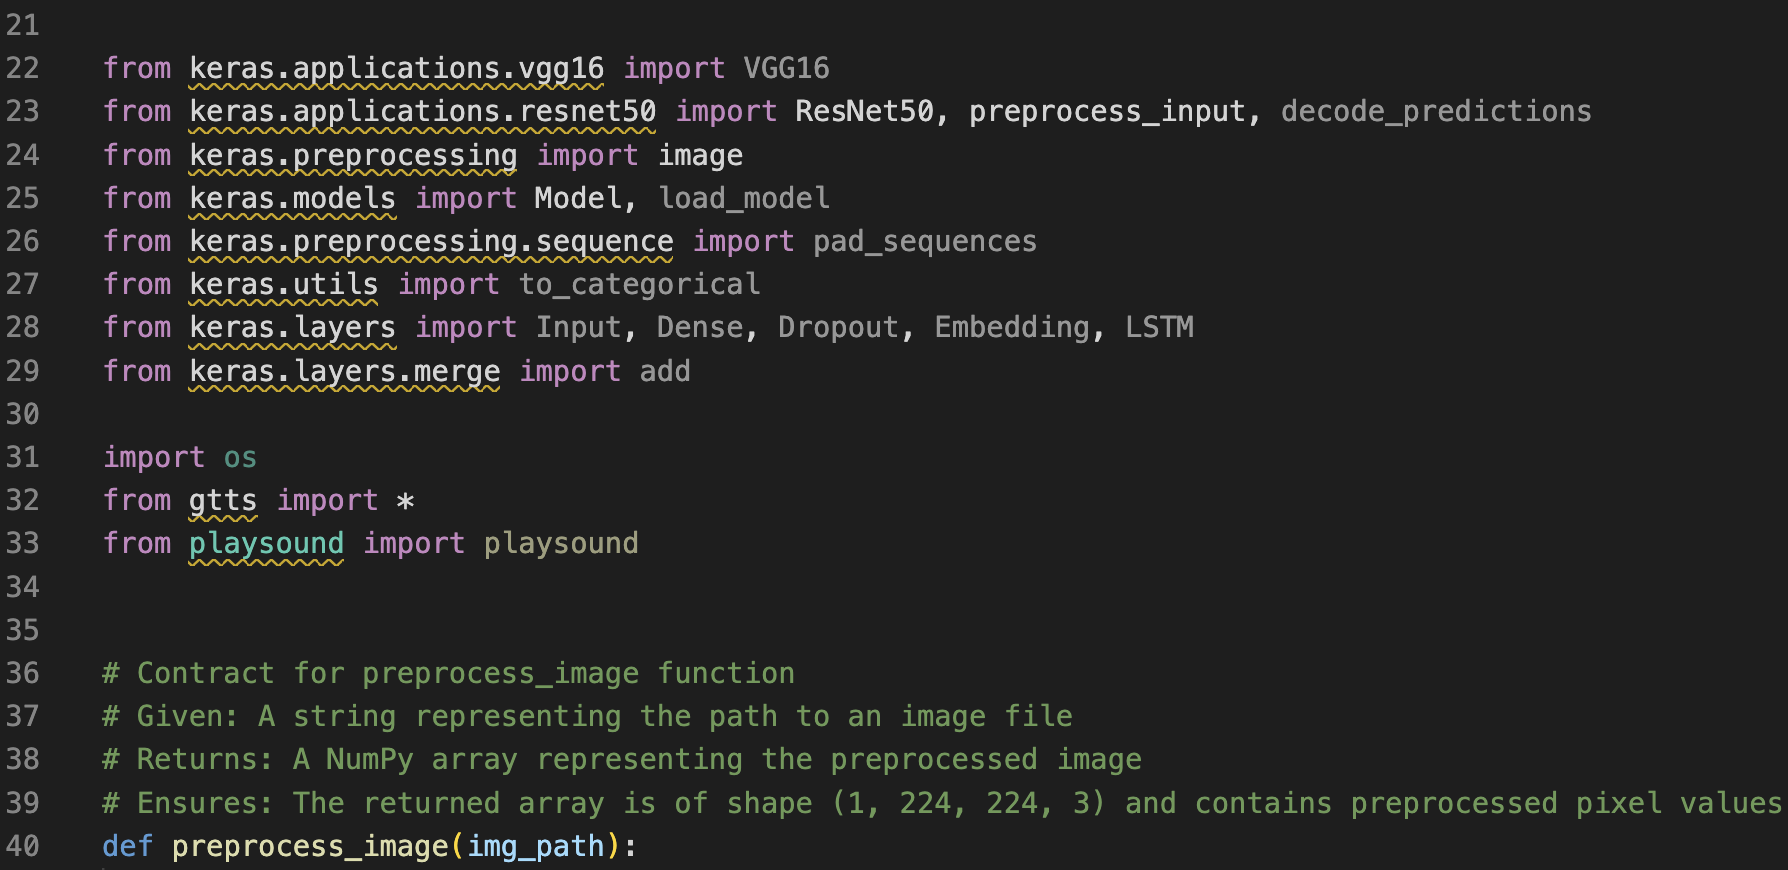 21
22 from keras.applications.vgg16 import VGG16
23 from keras.applications.resnet50 import ResNet50, preprocess_input, decode_predictions
24 from keras.preprocessing import image
25 from keras.models import Model, load_model
26 from keras.preprocessing.sequence import pad_sequences
27 from keras.utils import to_categorical
28 from keras.layers import Input, Dense, Dropout, Embedding, LSTM
29 from keras.layers.merge import add
30
31 import os
32 from gtts import *
33 from playsound import playsound
34
35
36 # Contract for preprocess_image function
37 # Given: A string representing the path to an image file
38 # Returns: A NumPy array representing the preprocessed image
39 # Ensures: The returned array is of shape (1, 224, 224, 3) and contains preprocessed pixel values
40 def preprocess_image(img_path):